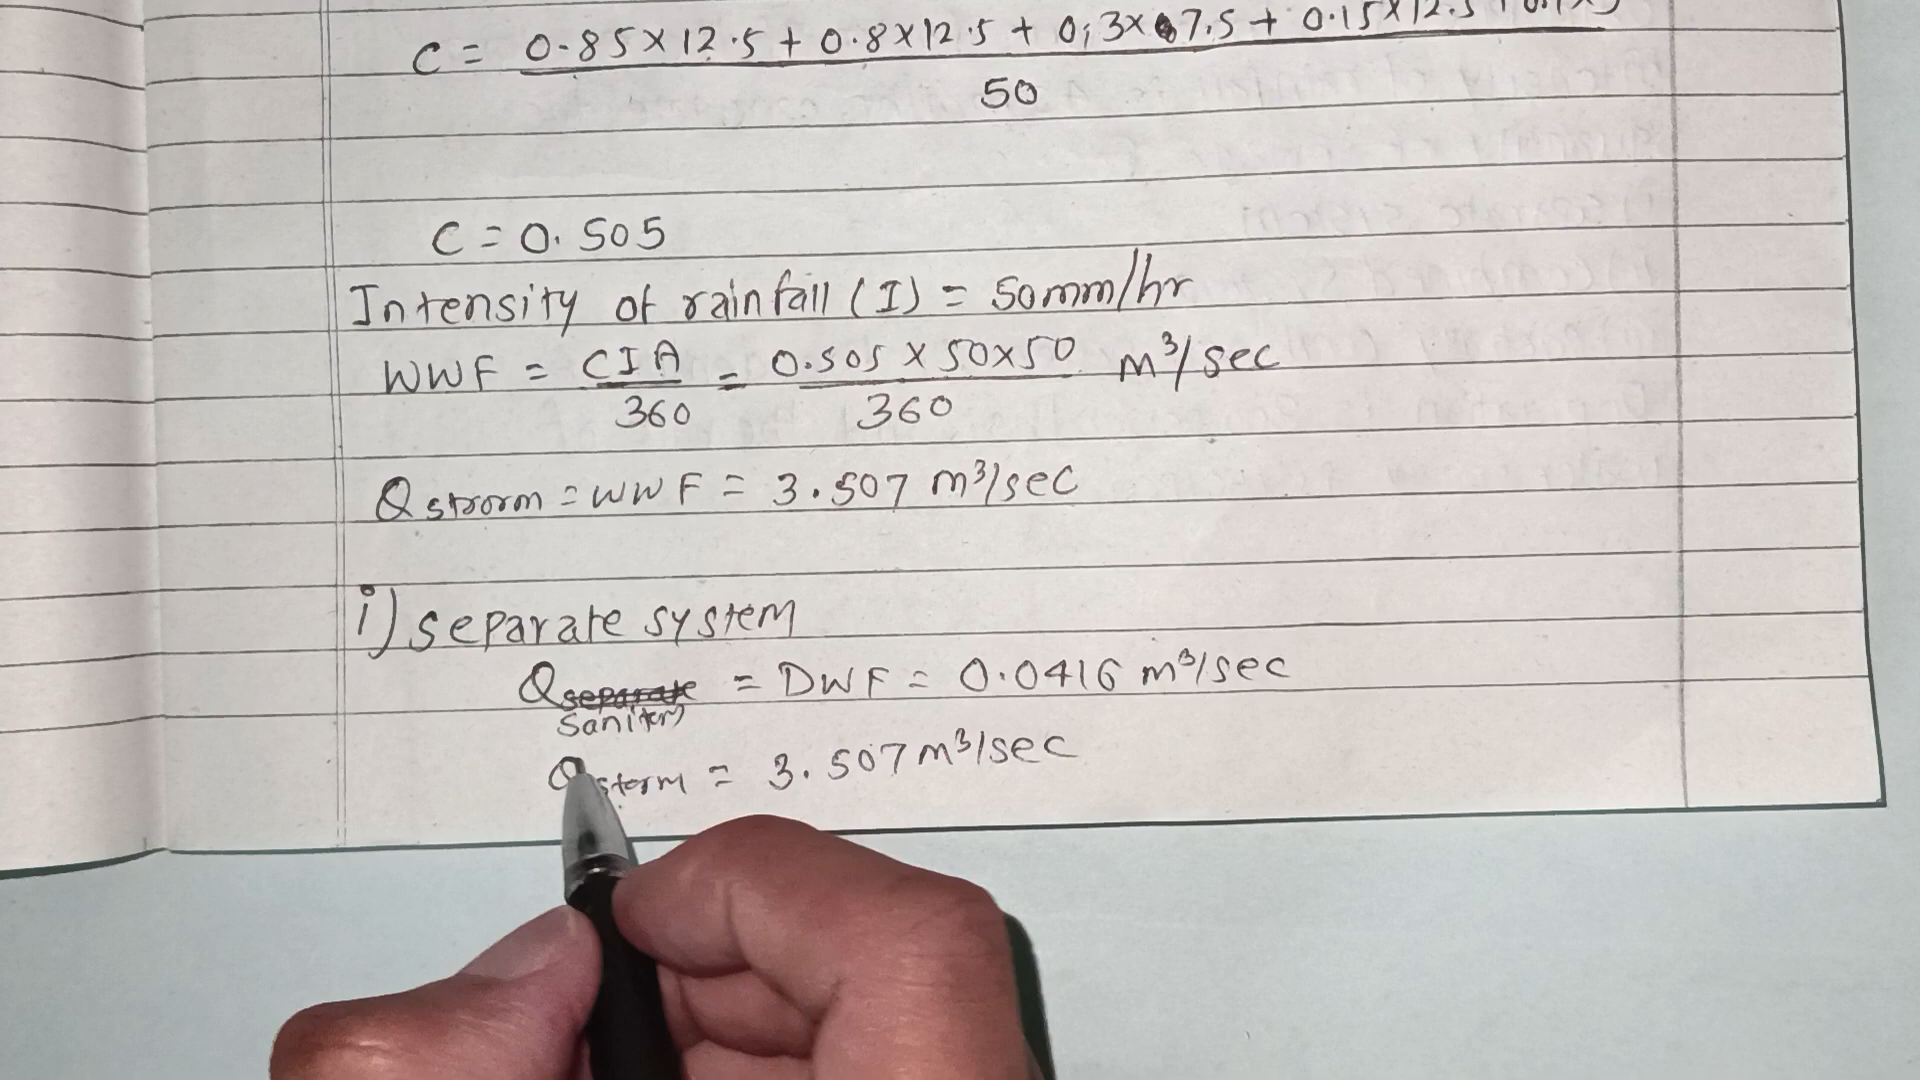 C = 0.85 x 12.5 + 0.8 x 12.5 + 0.3 x 7.5 + 0.15 x 12.5 +
50
C = 0.505
Intensity of rainfall (I) = 50mm/hr
WWF = CIA = 0.505 x 50 x 50 m³/sec
360 360
Q storom = WWF = 3.507 m³/sec
i) separate system
Q separate = DWF = 0.0416 m³/sec
Q storm = 3.507 m³/sec